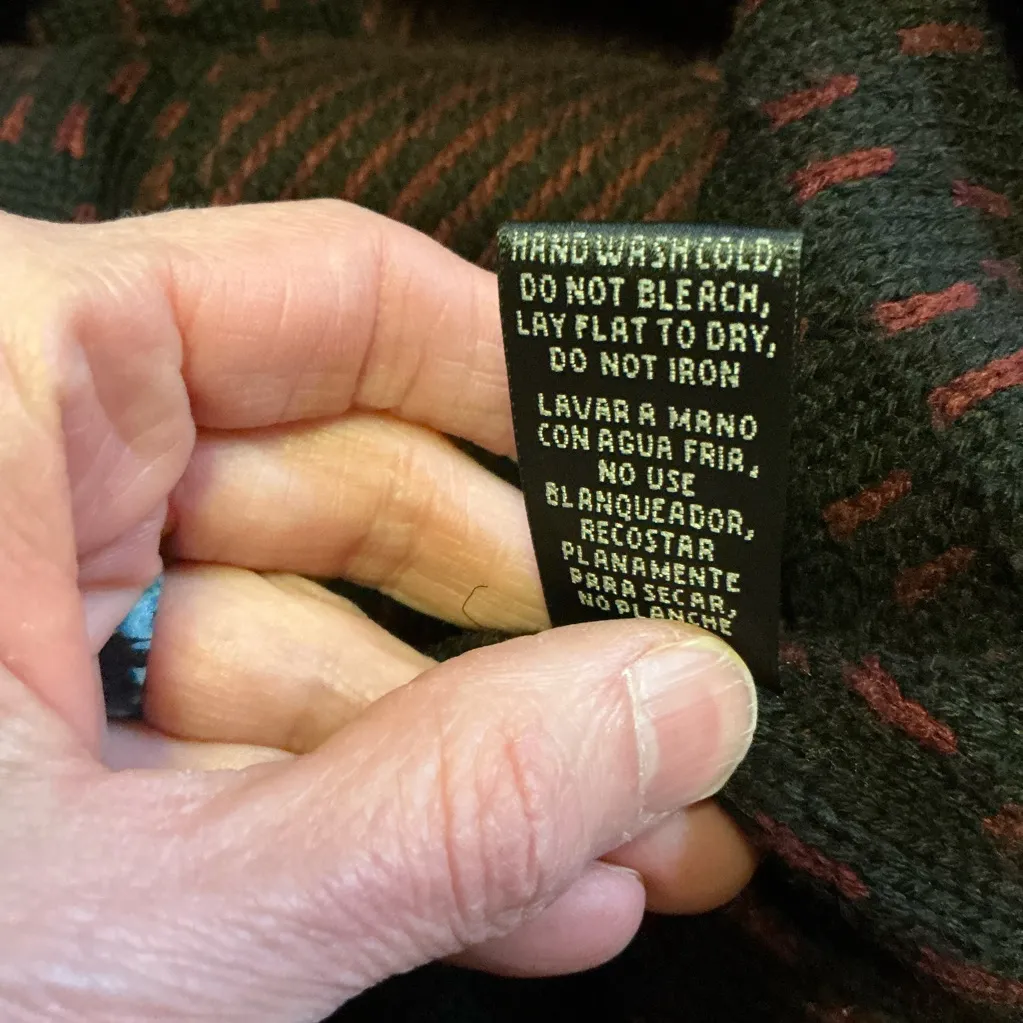 HAND WASH COLD,
DO NOT BLEACH,
LAY FLAT TO DRY,
DO NOT IRON
LAVAR A MANO
CON AGUA FRIA,
NO USE
BLANQUEADOR,
RECOSTAR
PLANAMENTE
PARA SECAR,
NO PLANCHE